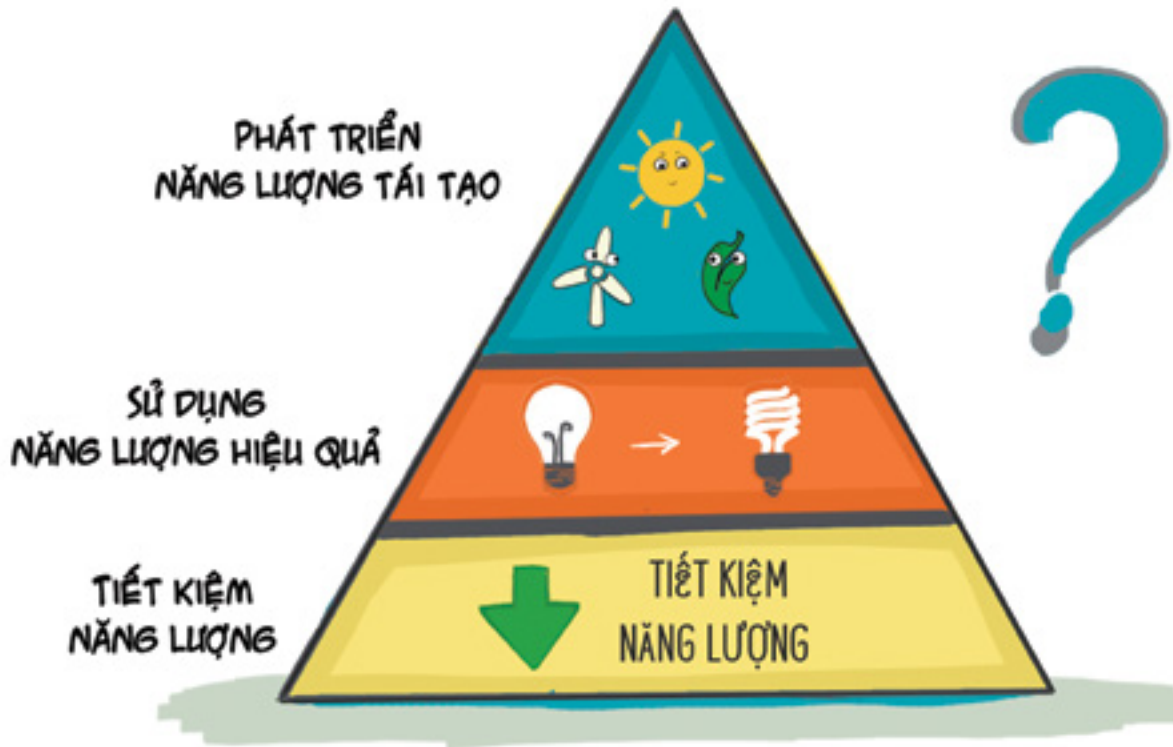 PHÁT TRIỂN
NĂNG LƯỢNG TÁI TẠO
?
SỬ DỤNG
NĂNG LƯỢNG HIỆU QUẢ
TIẾT KIỆM
NĂNG LƯỢNG
TIẾT KIỆM
NĂNG LƯỢNG